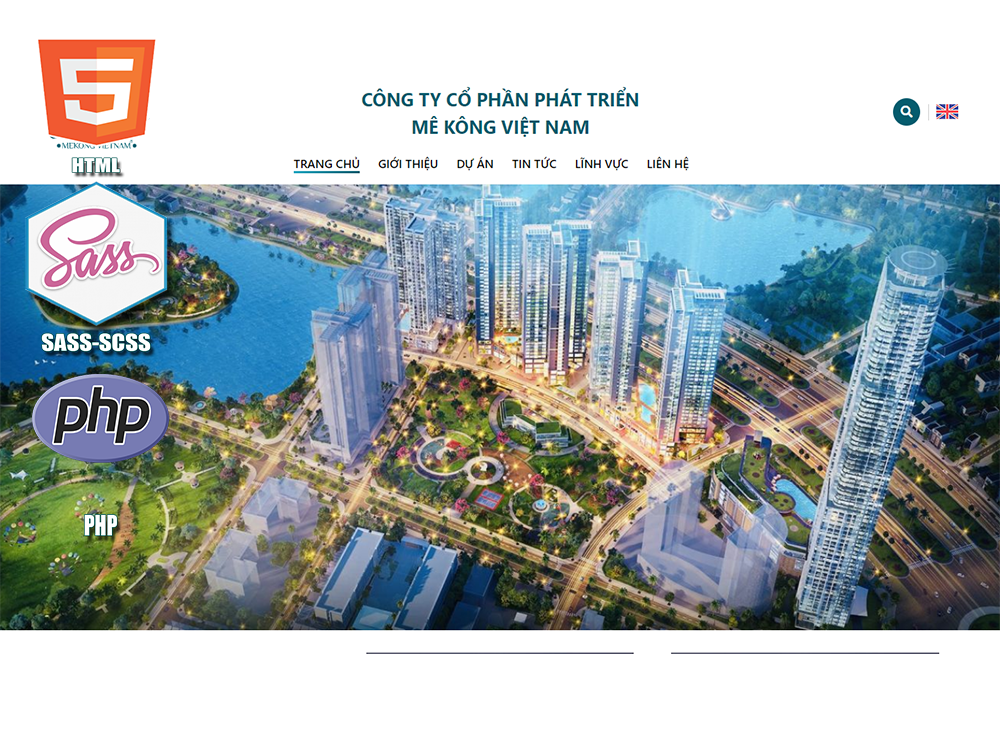 5
CÔNG TY CỔ PHẦN PHÁT TRIỂN
MÊ KÔNG VIỆT NAM
MEKONG VIETNAM
HTML
TRANG CHỦ GIỚI THIỆU DỰ ÁN TIN TỨC LĨNH VỰC LIÊN HỆ
Sass
SASS-SCSS
php
PHP